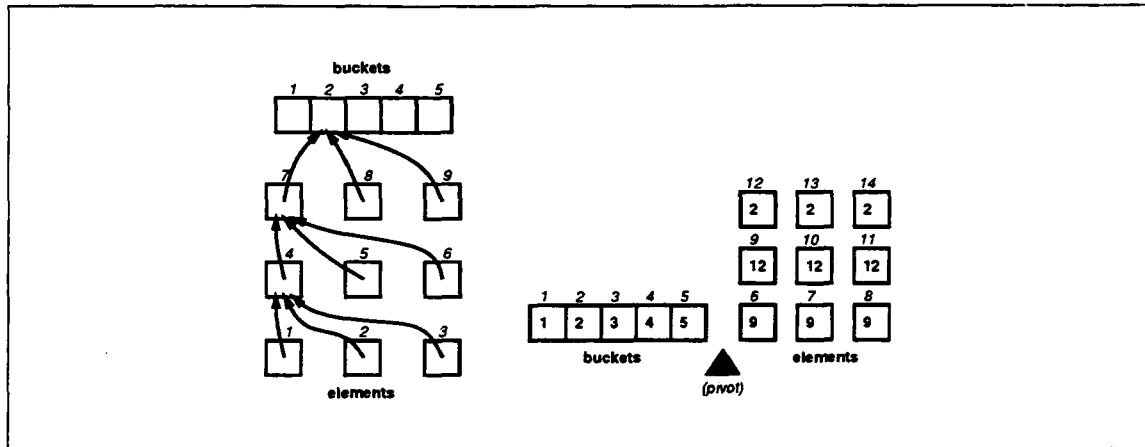 buckets
1 2 3 4 5
7 8 9
4 5 6
1 2 3
elements
12 13 14
2 2 2
9 10 11
12 12 12
1 2 3 4 5 6 7 8
1 2 3 4 5 9 9 9
buckets elements
(pivot)